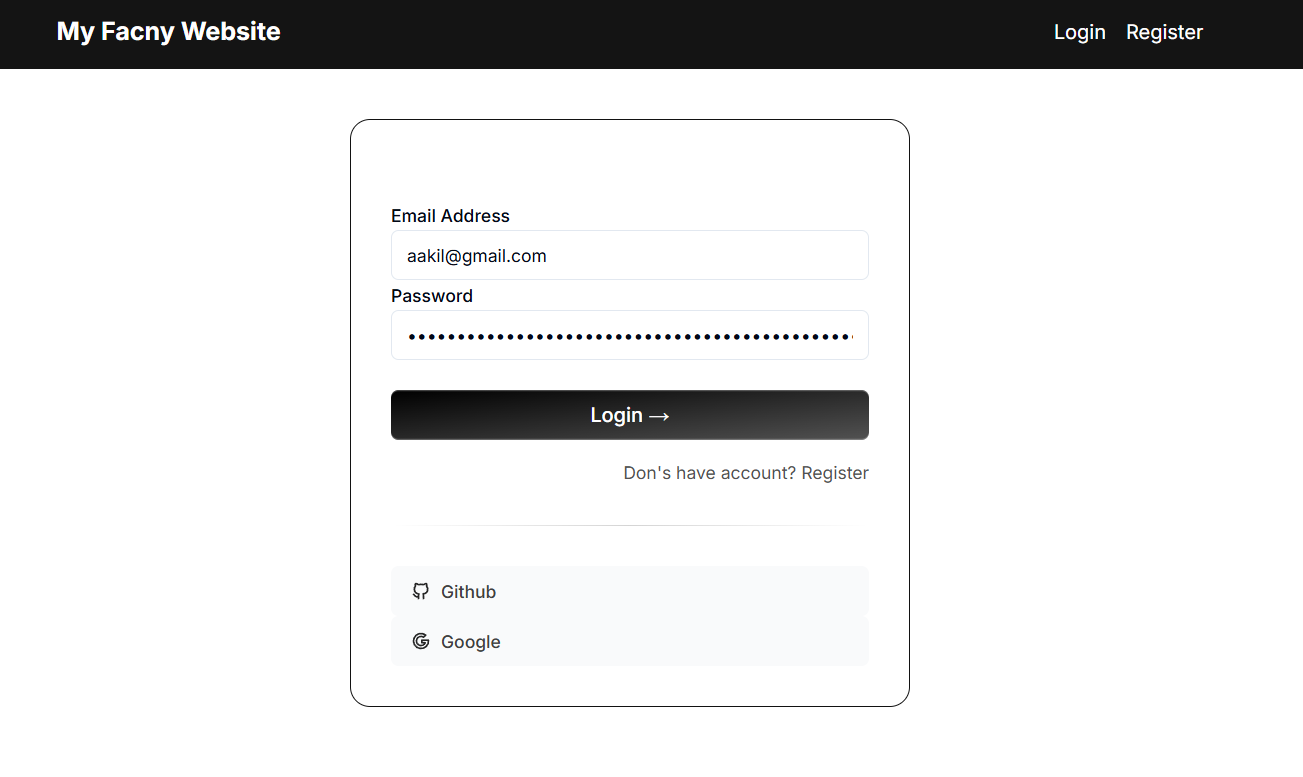 My Facny Website
Login Register
Email Address
aakil@gmail.com
Password
Login →
Don's have account? Register
Github
Google